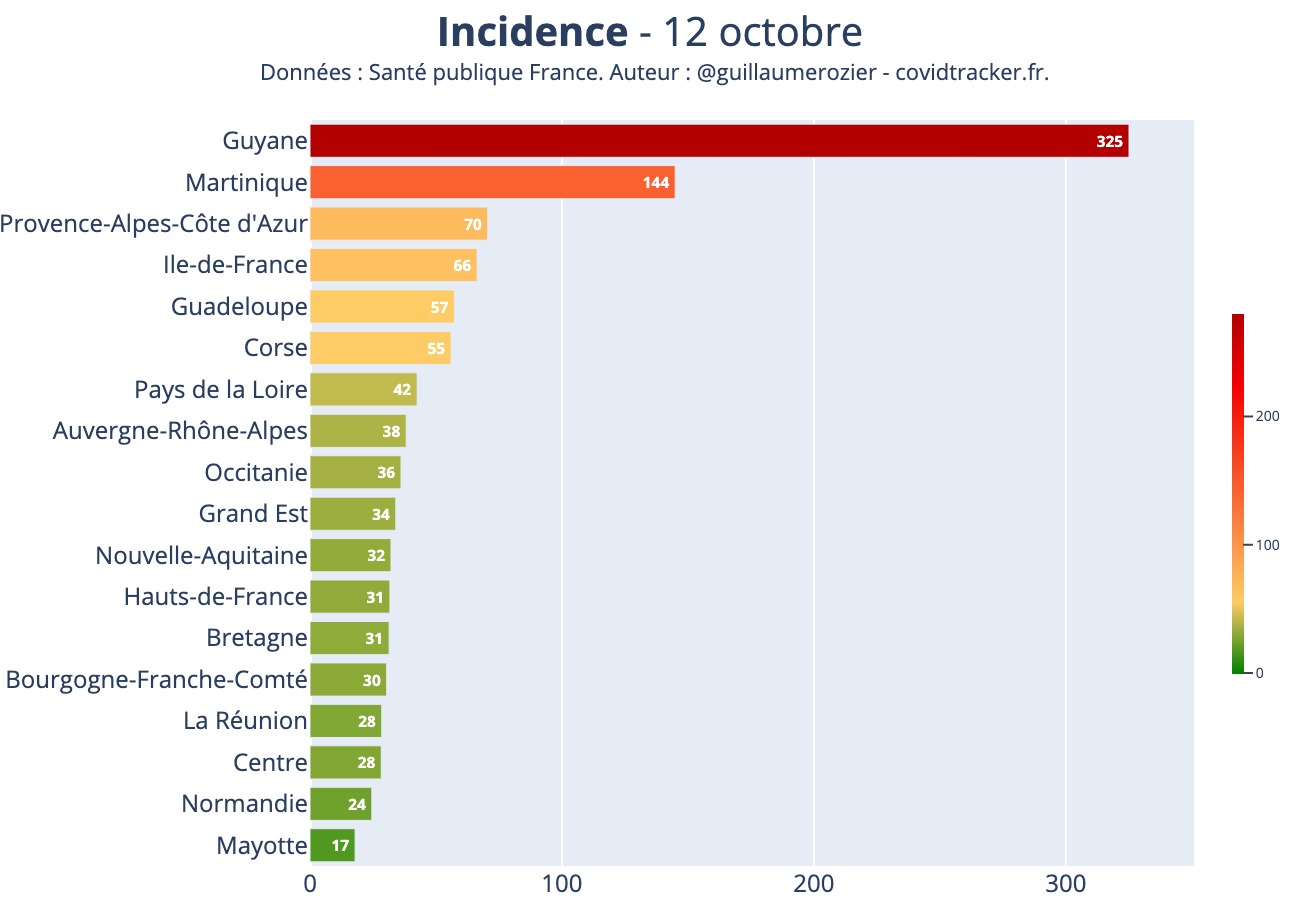 Incidence - 12 octobre
Données : Santé publique France. Auteur : @guillaumerozier - covidtracker.fr.
Guyane 325
Martinique 144
Provence-Alpes-Côte d'Azur 70
Ile-de-France 66
Guadeloupe 57
Corse 55
Pays de la Loire 42
Auvergne-Rhône-Alpes 38
Occitanie 36
Grand Est 34
Nouvelle-Aquitaine 32
Hauts-de-France 31
Bretagne 31
Bourgogne-Franche-Comté 30
La Réunion 28
Centre 28
Normandie 24
Mayotte 17
0 100 200 300
200
100
0